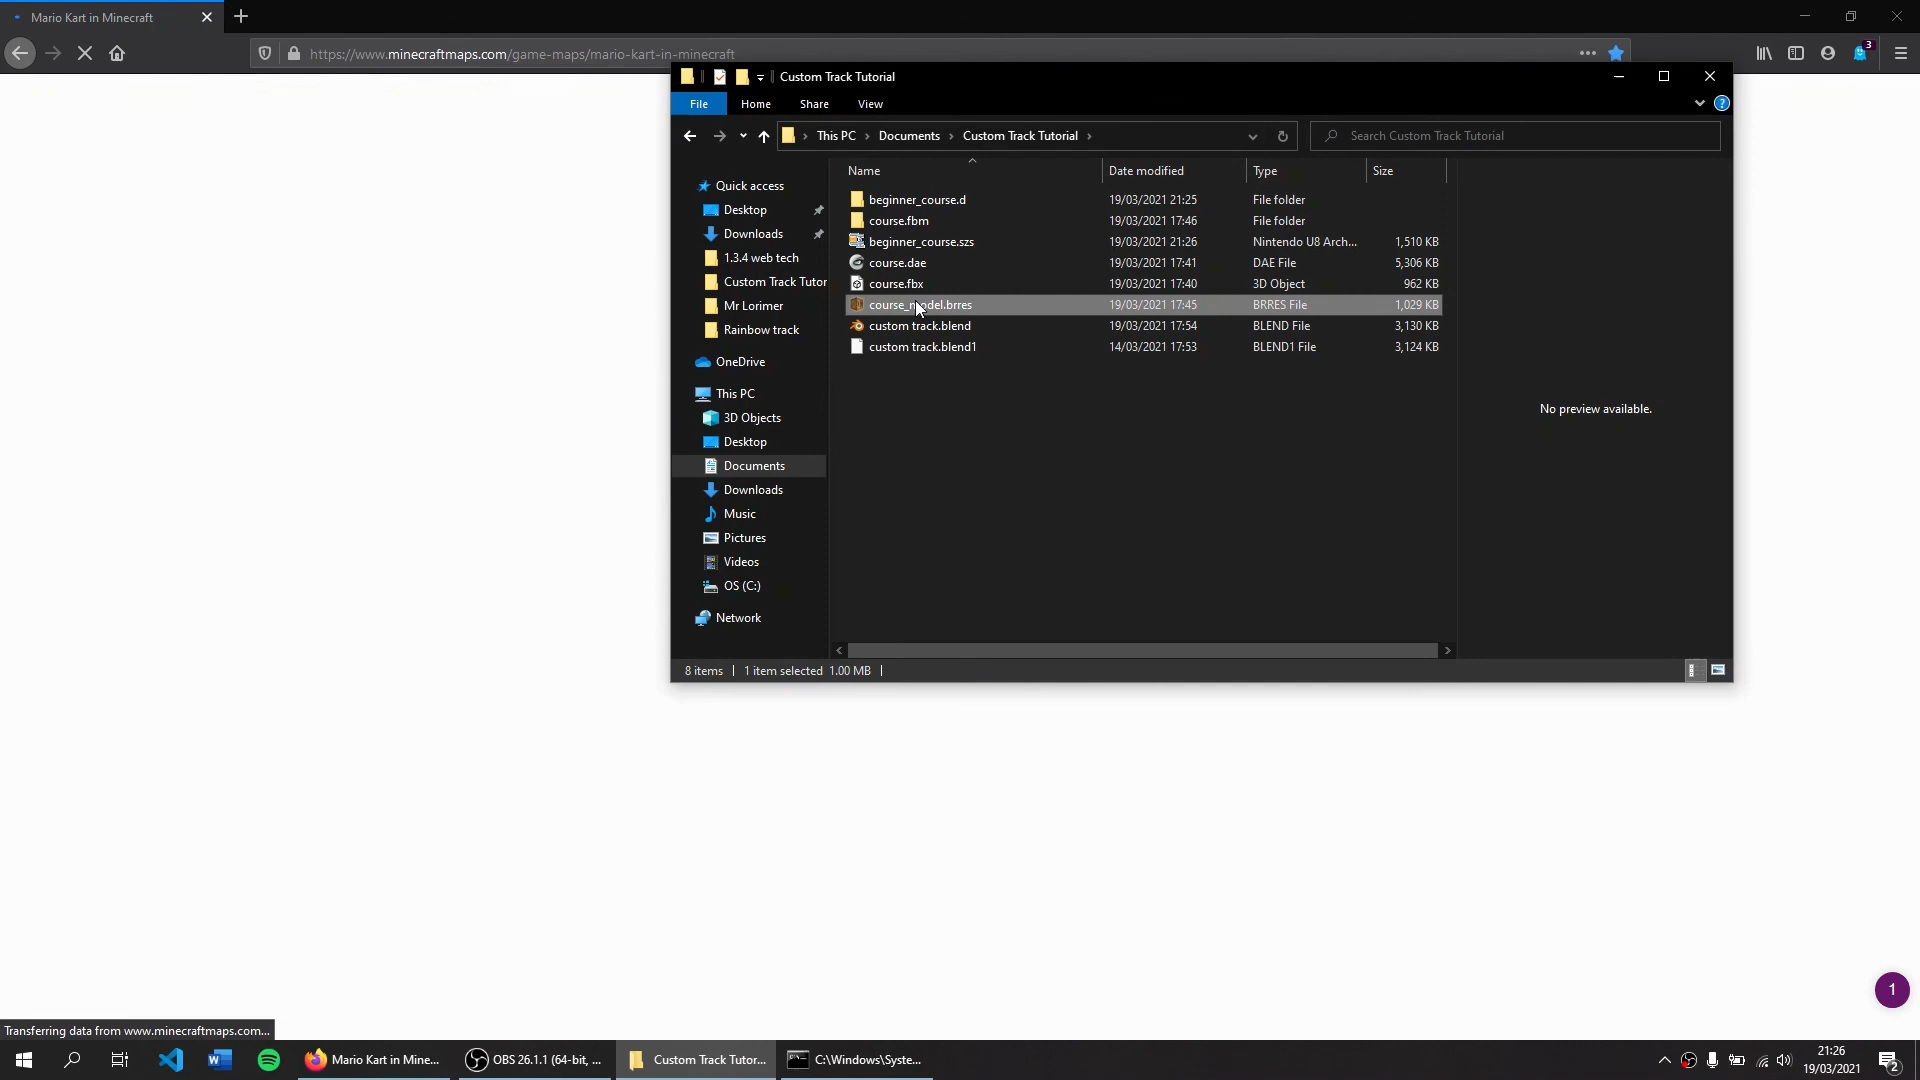 Mario Kart in Minecraft
https://www.minecraftmaps.com/game-maps/mario-kart-in-minecraft
3
Custom Track Tutorial
File Home Share View
This PC Documents Custom Track Tutorial
Search Custom Track Tutorial
Name Date modified Type Size
Quick access
Desktop
Downloads
1.3.4 web tech
Custom Track Tutor
Mr Lorimer
Rainbow track
OneDrive
This PC
3D Objects
Desktop
Documents
Downloads
Music
Pictures
Videos
OS (C:)
Network
beginner_course.d 19/03/2021 21:25 File folder
course.fbm 19/03/2021 17:46 File folder
beginner_course.szs 19/03/2021 21:26 Nintendo U8 Arch... 1,510 KB
course.dae 19/03/2021 17:41 DAE File 5,306 KB
course.fbx 19/03/2021 17:40 3D Object 962 KB
course_model.brres 19/03/2021 17:45 BRRES File 1,029 KB
custom track.blend 19/03/2021 17:54 BLEND File 3,130 KB
custom track.blend1 14/03/2021 17:53 BLEND1 File 3,124 KB
No preview available.
8 items 1 item selected 1.00 MB
1
Transferring data from www.minecraftmaps.com...
Mario Kart in Mine... OBS 26.1.1 (64-bit, ... Custom Track Tutor... C:\Windows\Syste...
21:26
19/03/2021
2